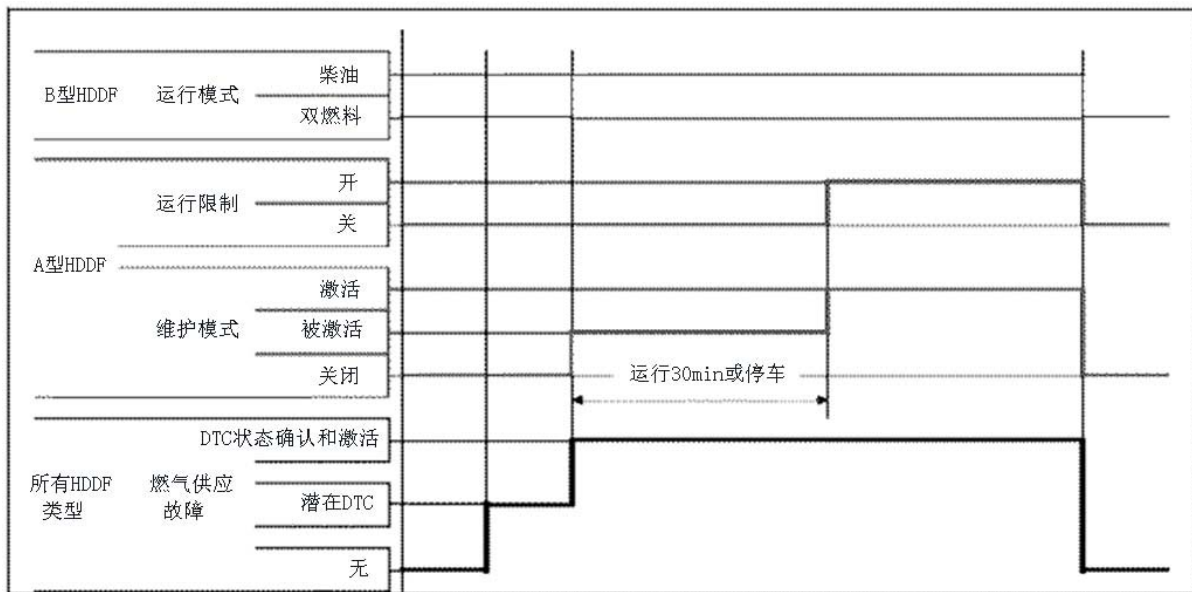 柴油
B型HDDF 运行模式
双燃料
开
运行限制
关
A型HDDF
激活
维护模式 被激活
关闭
运行30min或停车
DTC状态确认和激活
所有HDDF
类型
燃气供应
故障
潜在DTC
无